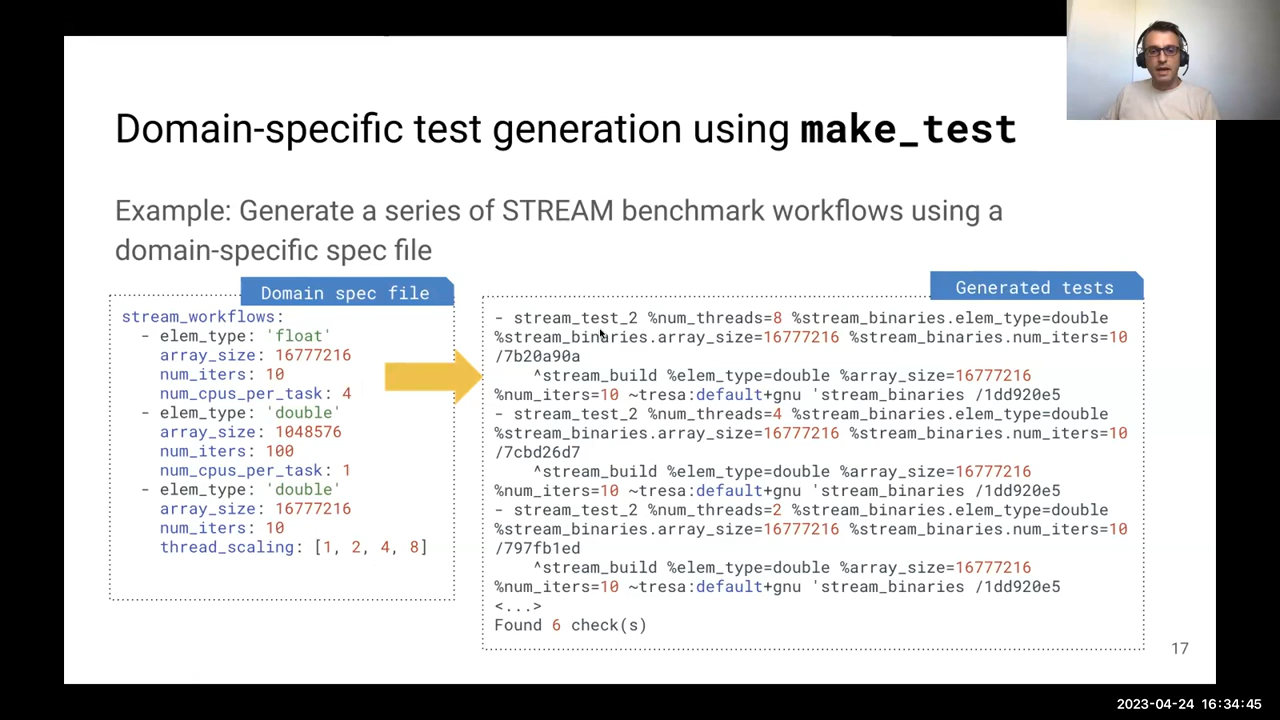 Domain-specific test generation using make_test
Example: Generate a series of STREAM benchmark workflows using a
domain-specific spec file
Domain spec file
stream_workflows:
- elem_type: 'float'
array_size: 16777216
num_iters: 10
num_cpus_per_task: 4
- elem_type: 'double'
array_size: 1048576
num_iters: 100
num_cpus_per_task: 1
- elem_type: 'double'
array_size: 16777216
num_iters: 10
thread_scaling: [1, 2, 4, 8]
Generated tests
- stream_test_2 %num_threads=8 %stream_binaries.elem_type=double
%stream_binaries.array_size=16777216 %stream_binaries.num_iters=10
/7b20a90a
^stream_build %elem_type=double %array_size=16777216
%num_iters=10 ~tresa:default+gnu 'stream_binaries /1dd920e5
- stream_test_2 %num_threads=4 %stream_binaries.elem_type=double
%stream_binaries.array_size=16777216 %stream_binaries.num_iters=10
/7cbd26d7
^stream_build %elem_type=double %array_size=16777216
%num_iters=10 ~tresa:default+gnu 'stream_binaries /1dd920e5
- stream_test_2 %num_threads=2 %stream_binaries.elem_type=double
%stream_binaries.array_size=16777216 %stream_binaries.num_iters=10
/797fb1ed
^stream_build %elem_type=double %array_size=16777216
%num_iters=10 ~tresa:default+gnu 'stream_binaries /1dd920e5
<...>
Found 6 check(s)
17
2023-04-24 16:34:45